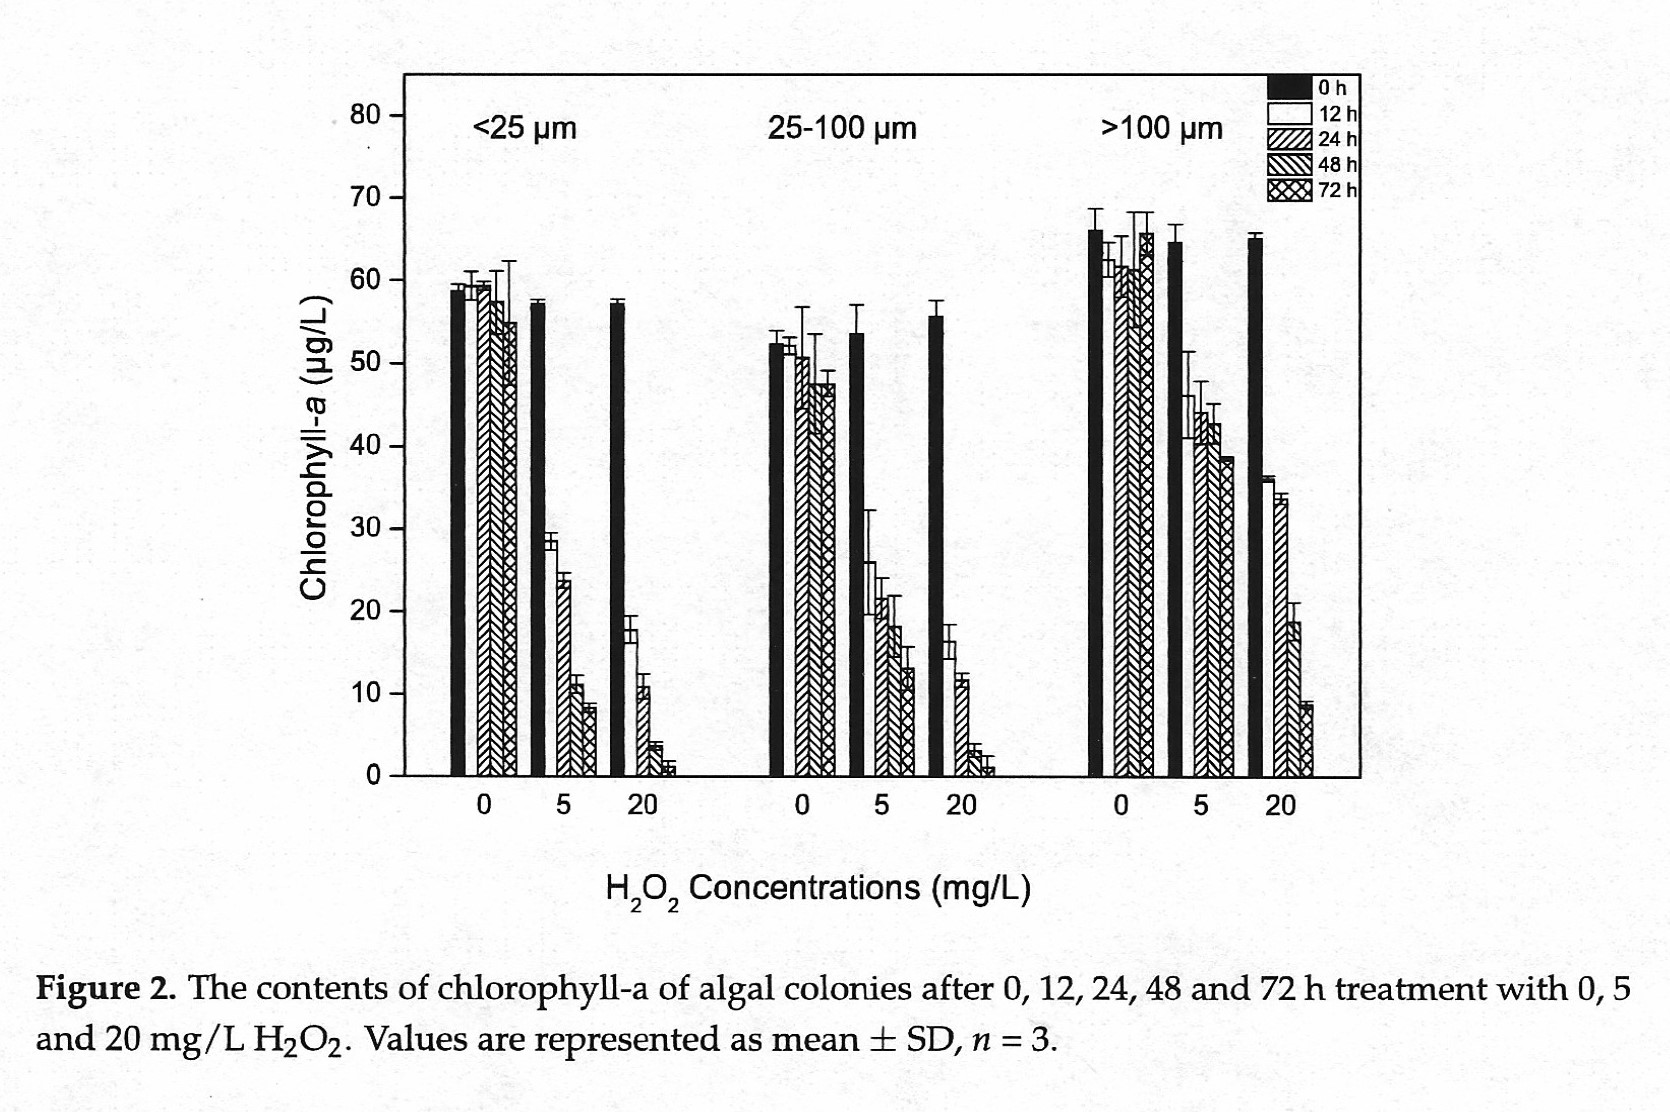 <25 µm
25-100 µm
>100 µm
0 h
12 h
24 h
48 h
72 h
80
70
60
50
40
30
20
10
0
Chlorophyll-a (µg/L)
0 5 20 0 5 20 0 5 20
H₂O₂ Concentrations (mg/L)
Figure 2. The contents of chlorophyll-a of algal colonies after 0, 12, 24, 48 and 72 h treatment with 0, 5
and 20 mg/L H₂O₂. Values are represented as mean ± SD, n = 3.